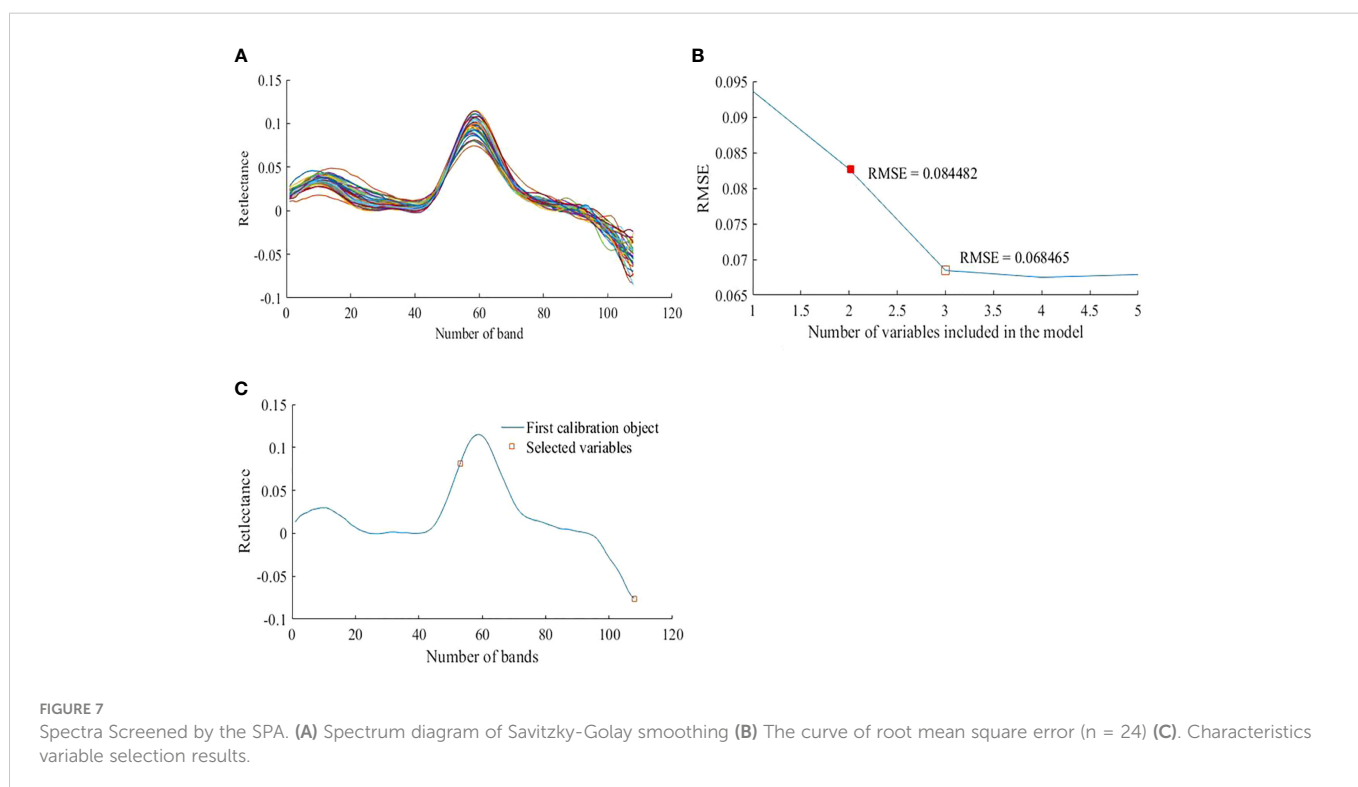 A
0.15
0.1
0.05
0
-0.05
-0.1
Retlectance
0
20
40
60
80
100
120
Number of band
B
0.095
0.09
0.085
0.08
0.075
0.07
0.065
RMSE
RMSE = 0.084482
RMSE = 0.068465
1
1.5
2
2.5
3
3.5
4
4.5
5
Number of variables included in the model
C
0.15
0.1
0.05
0
-0.05
-0.1
Retlectance
First calibration object
Selected variables
0
20
40
60
80
100
120
Number of bands
FIGURE 7
Spectra Screened by the SPA. (A) Spectrum diagram of Savitzky-Golay smoothing (B) The curve of root mean square error (n = 24) (C). Characteristics
variable selection results.